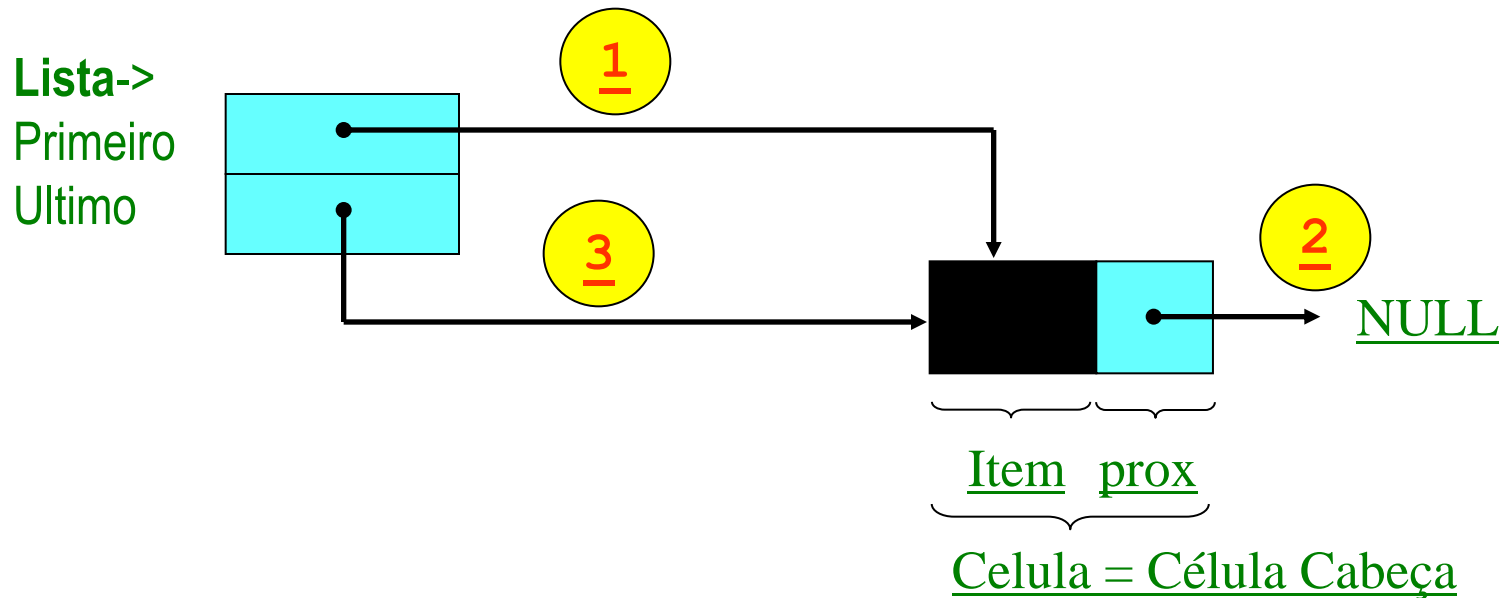 Lista->
Primeiro
Ultimo
1
3
2
NULL
Item prox
Celula = Célula Cabeça